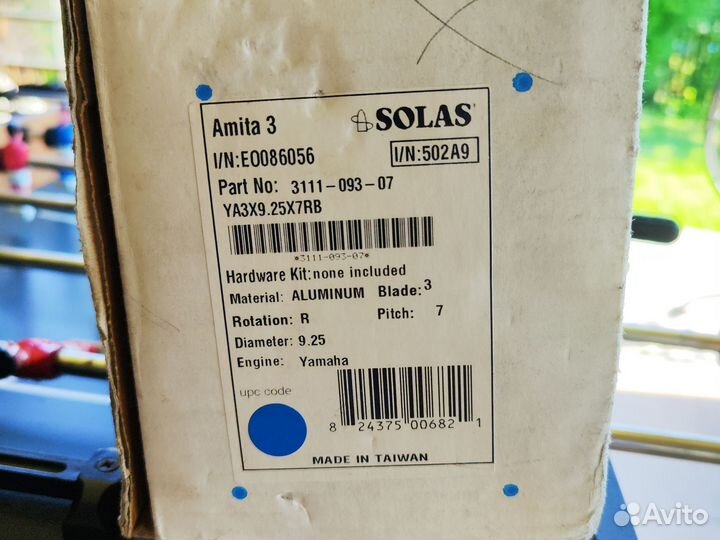 Amita 3 SOLAS
I/N:E0086056 I/N:502A9
Part No: 3111-093-07
YA3X9.25X7RB
*3111-093-07*
Hardware Kit:none included
Material: ALUMINUM Blade:3
Rotation: R Pitch: 7
Diameter: 9.25
Engine: Yamaha
upc code
8 24375 00682 1
MADE IN TAIWAN
Avito